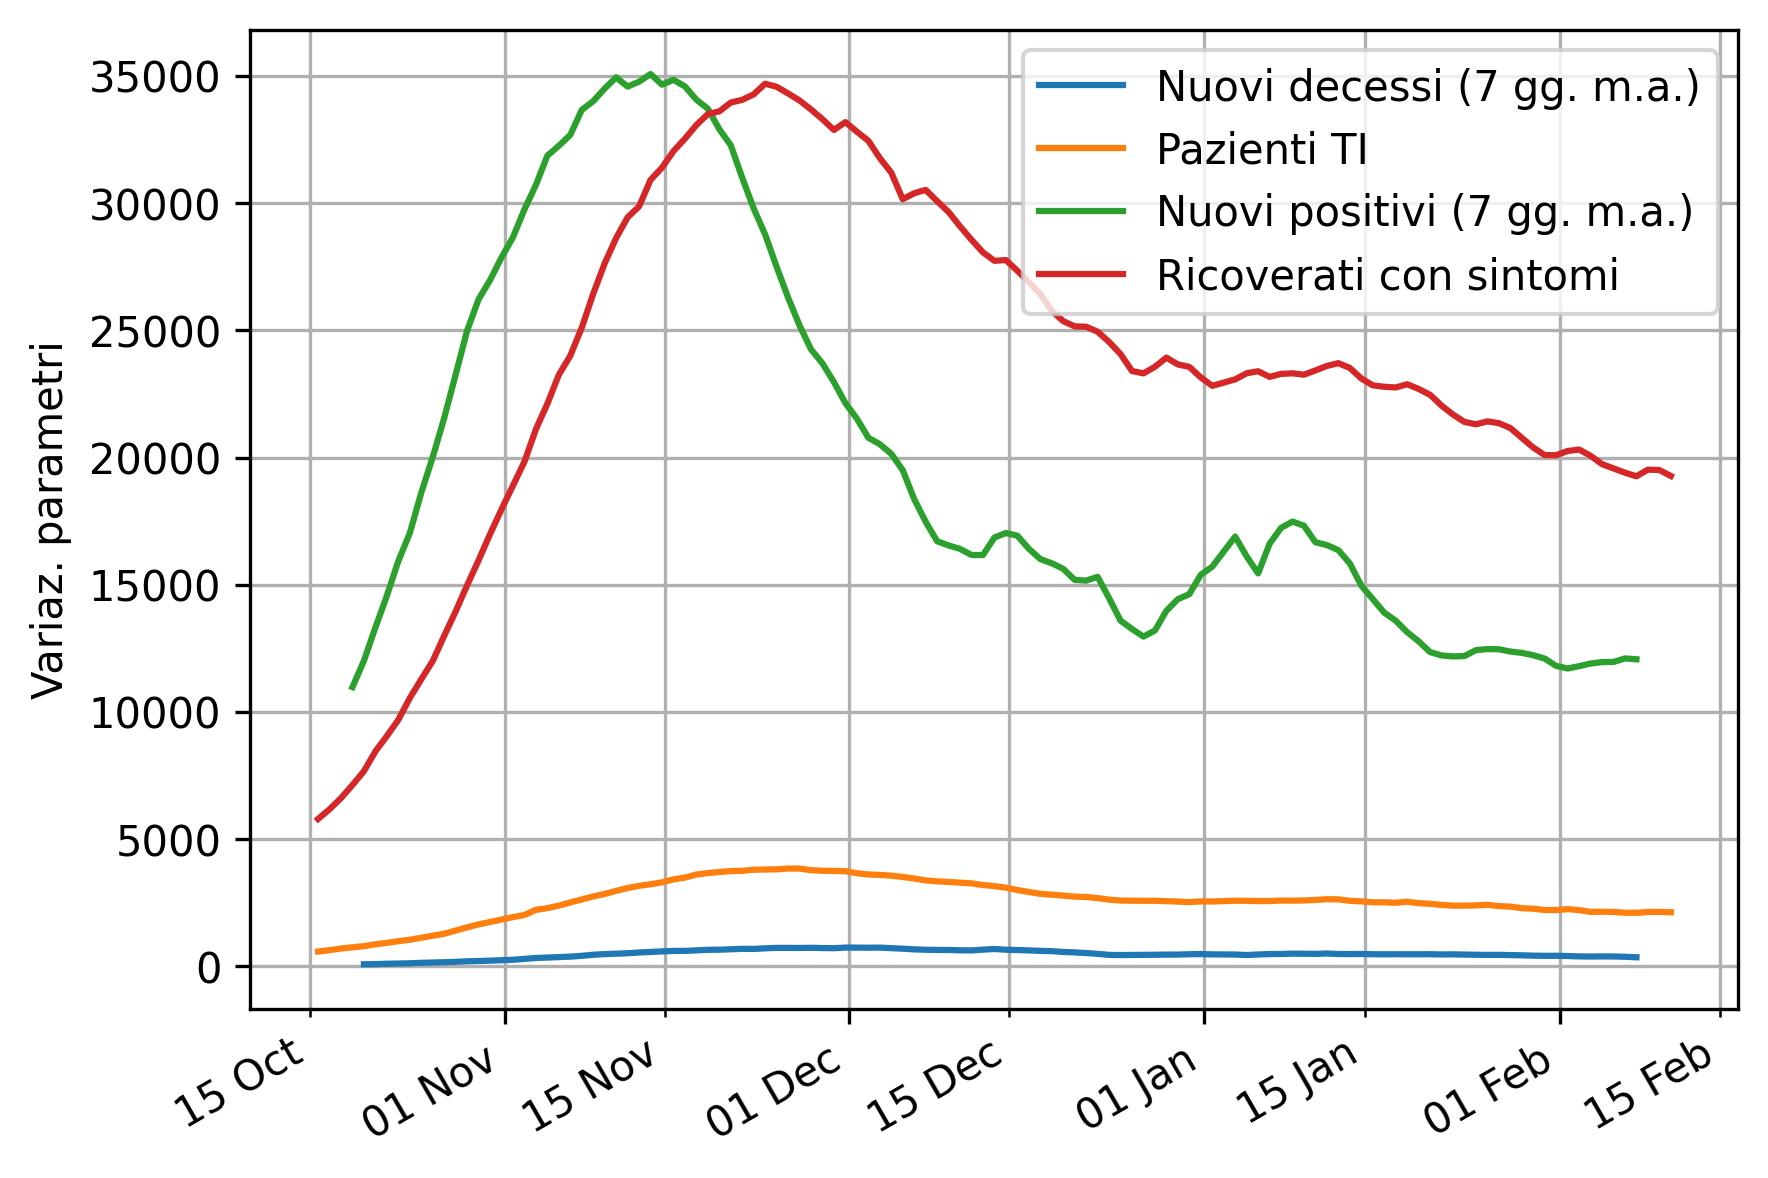 Variaz. parametri
35000
30000
25000
20000
15000
10000
5000
0
Nuovi decessi (7 gg. m.a.)
Pazienti TI
Nuovi positivi (7 gg. m.a.)
Ricoverati con sintomi
15 Oct
01 Nov
15 Nov
01 Dec
15 Dec
01 Jan
15 Jan
01 Feb
15 Feb